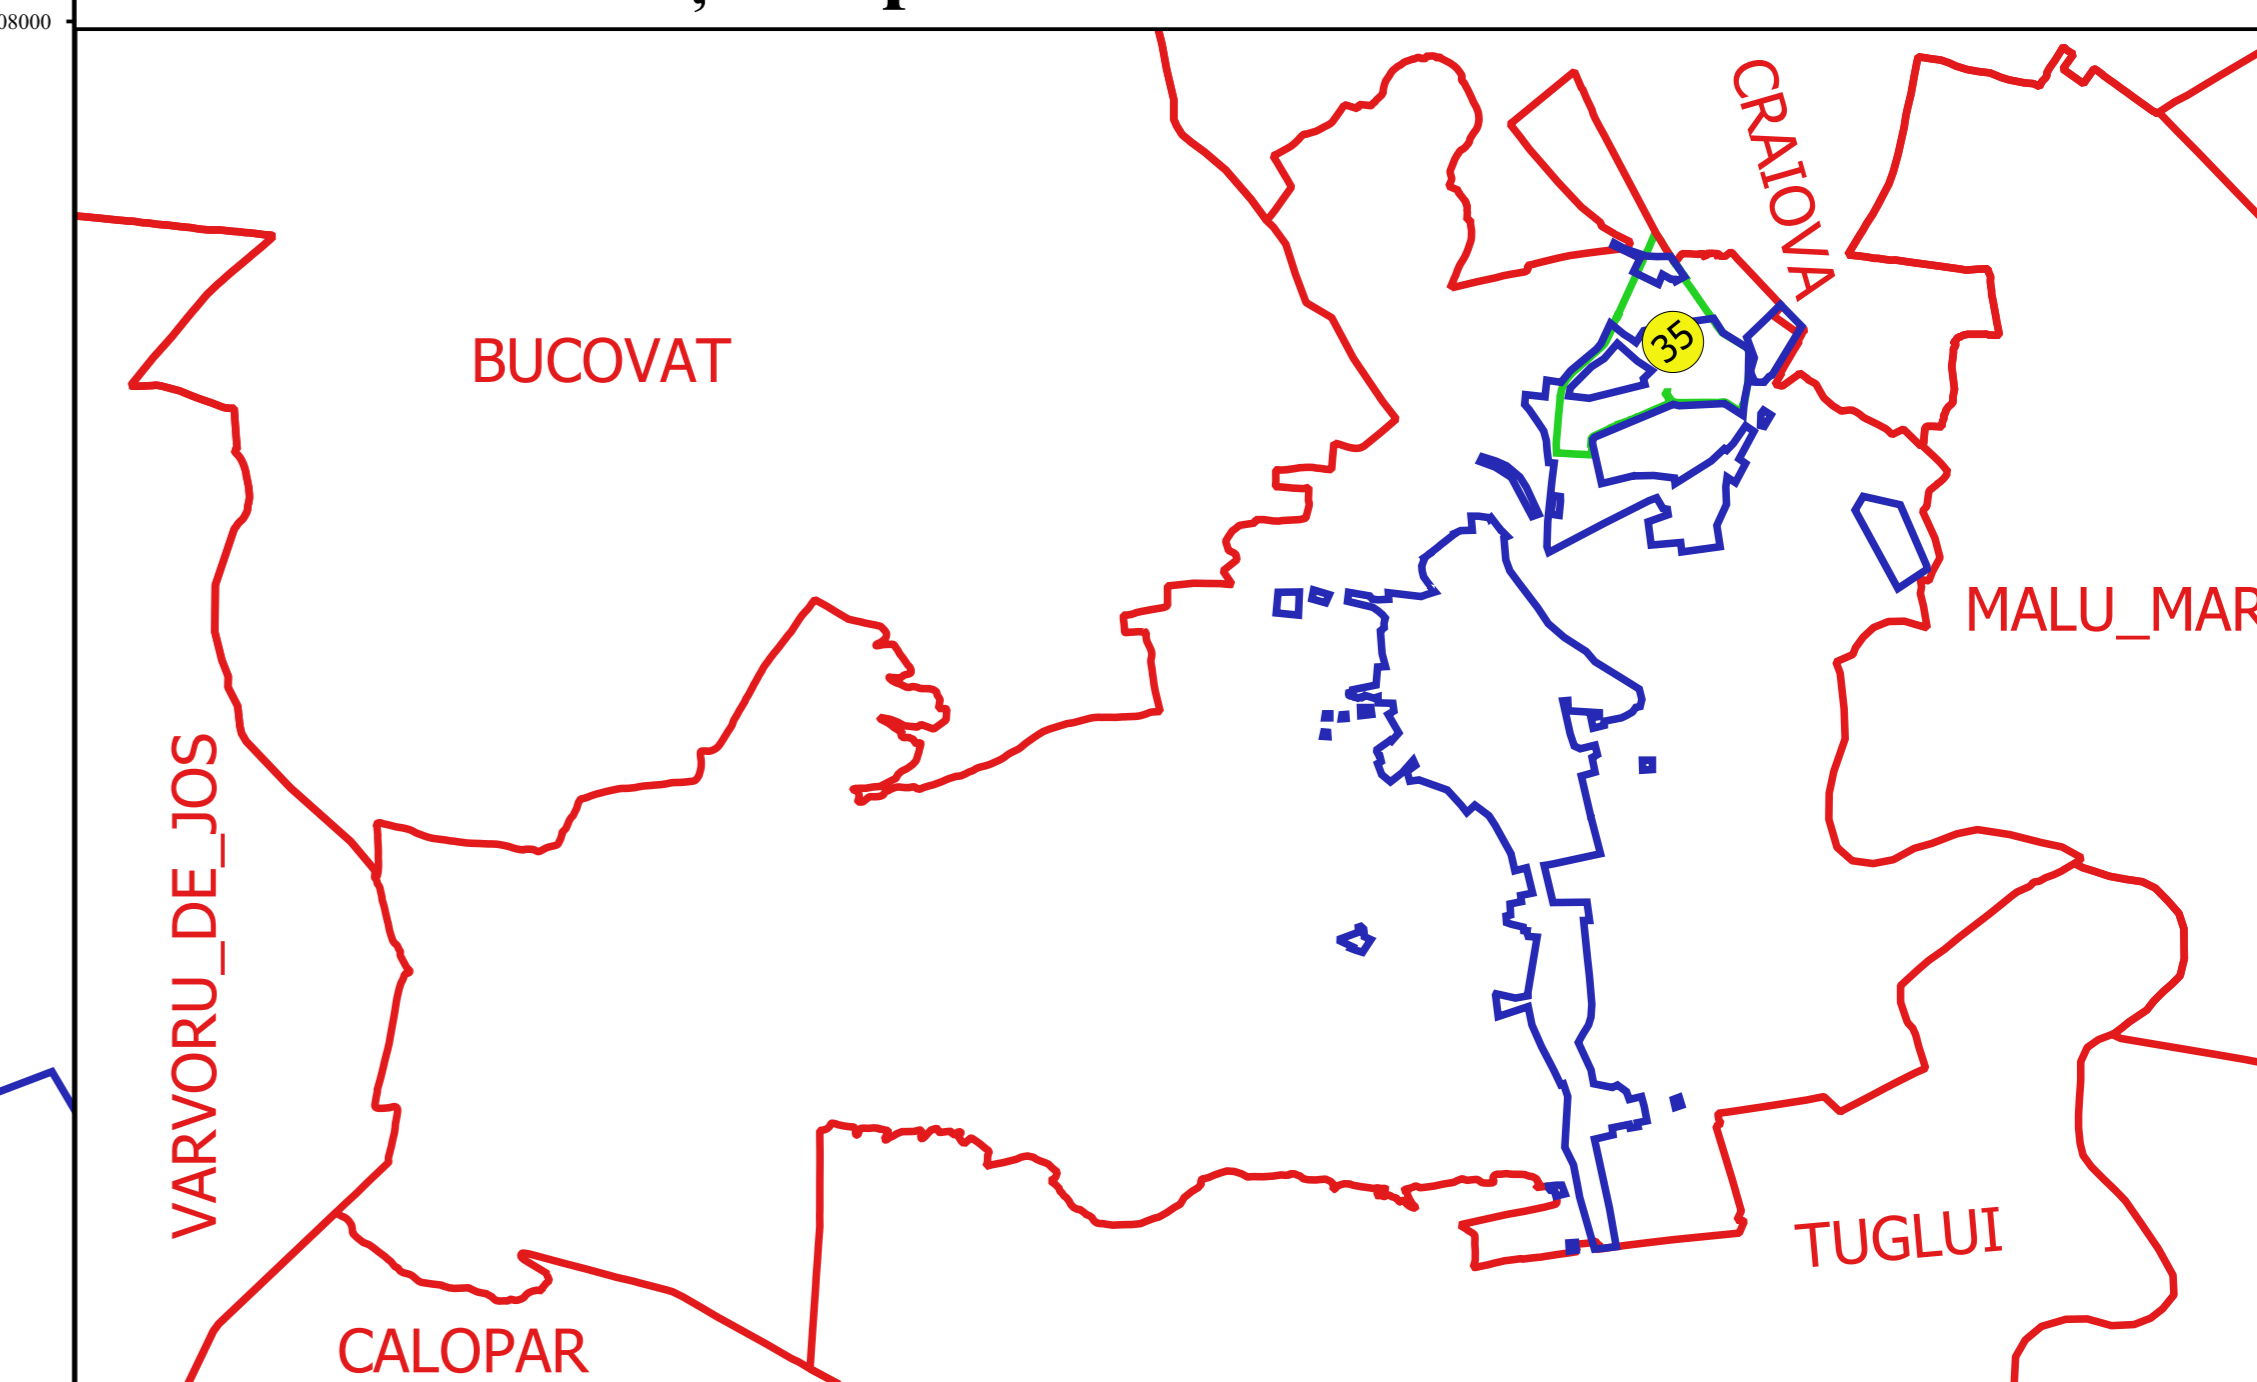 08000
CRAIOVA
35
BUCOVAT
MALU_MAR
VARVORU_DE_JOS
TUGLUI
CALOPAR